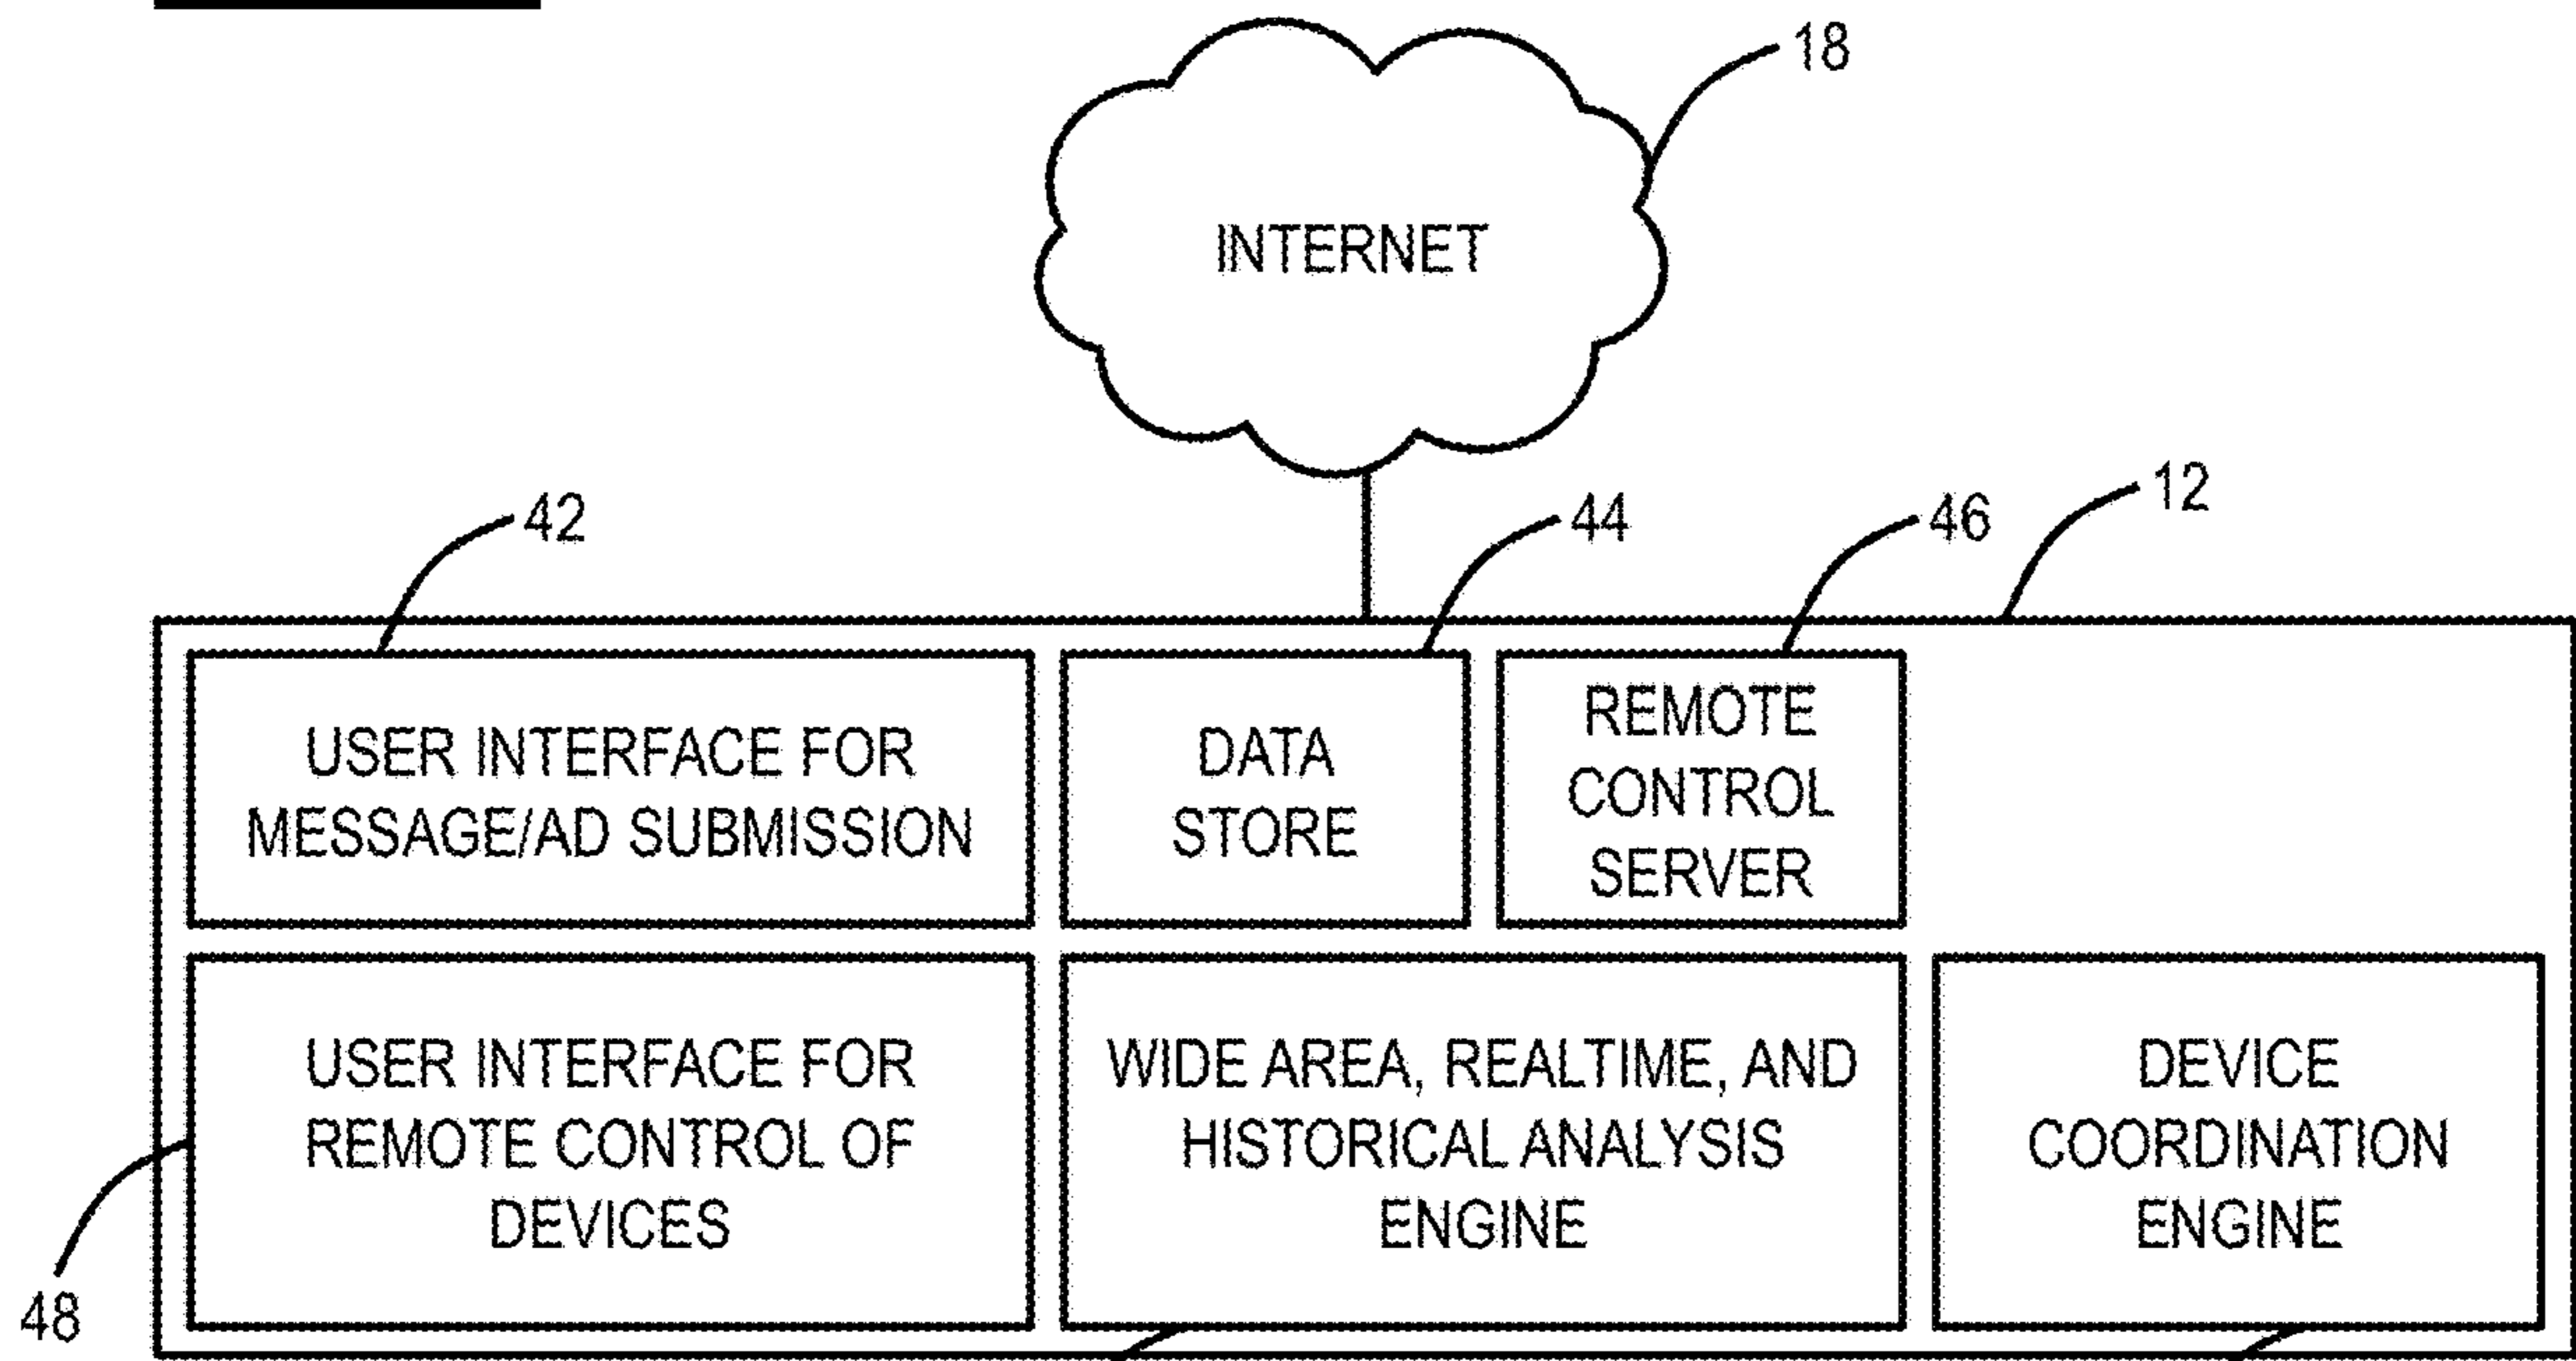 18
INTERNET
12
42
44
46
USER INTERFACE FOR
MESSAGE/AD SUBMISSION
DATA
STORE
REMOTE
CONTROL
SERVER
USER INTERFACE FOR
REMOTE CONTROL OF
DEVICES
WIDE AREA, REALTIME, AND
HISTORICAL ANALYSIS
ENGINE
DEVICE
COORDINATION
ENGINE
48